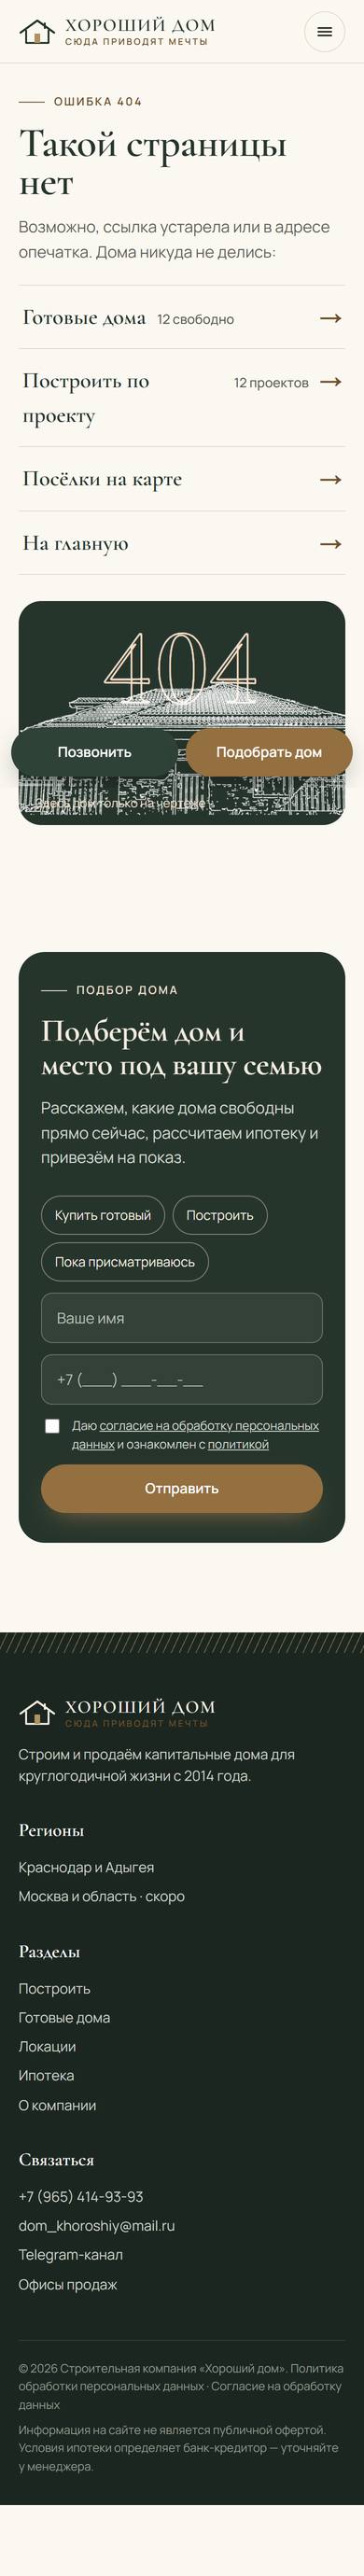 ХОРОШИЙ ДОМ
СЮДА ПРИВОДЯТ МЕЧТЫ
ОШИБКА 404
Такой страницы
нет
Возможно, ссылка устарела или в адресе
опечатка. Дома никуда не делись:
Готовые дома 12 свободно →
Построить по 12 проектов →
проекту
Посёлки на карте →
На главную →
404
Позвонить
Подобрать дом
Здесь дом только на чертеже
ПОДБОР ДОМА
Подберём дом и
место под вашу семью
Расскажем, какие дома свободны
прямо сейчас, рассчитаем ипотеку и
привезём на показ.
Купить готовый
Построить
Пока присматриваюсь
Ваше имя
+7 (___) ___-__-__
Даю согласие на обработку персональных
данных и ознакомлен с политикой
Отправить
ХОРОШИЙ ДОМ
СЮДА ПРИВОДЯТ МЕЧТЫ
Строим и продаём капитальные дома для
круглогодичной жизни с 2014 года.
Регионы
Краснодар и Адыгея
Москва и область · скоро
Разделы
Построить
Готовые дома
Локации
Ипотека
О компании
Связаться
+7 (965) 414-93-93
dom_khoroshiy@mail.ru
Telegram-канал
Офисы продаж
© 2026 Строительная компания «Хороший дом». Политика
обработки персональных данных · Согласие на обработку
данных
Информация на сайте не является публичной офертой.
Условия ипотеки определяет банк-кредитор — уточняйте
у менеджера.